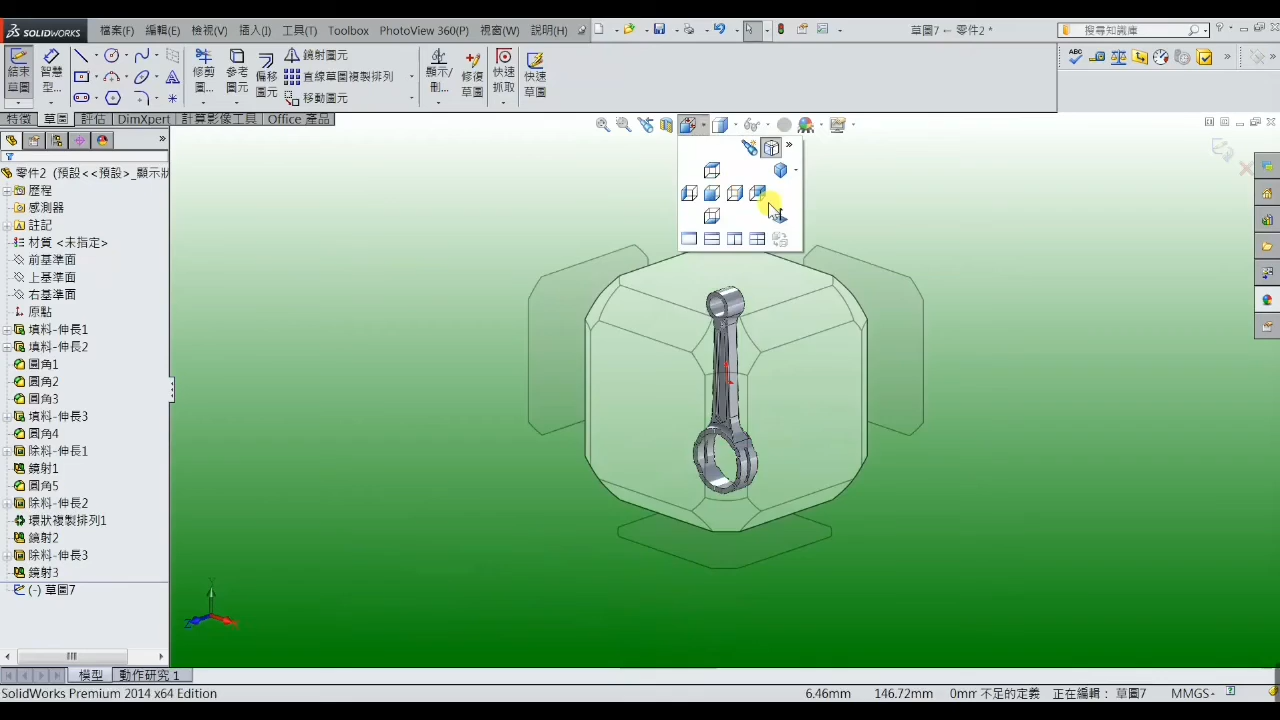 SOLIDWORKS 檔案(F) 編輯(E) 檢視(V) 插入(I) 工具(T) Toolbox PhotoView 360(P) 視窗(W) 說明(H) 草圖7 - 零件2 * 搜尋知識庫
結束草圖 智慧型... 修剪圖元 參考圖元 偏移圖元 鏡射圖元 直線草圖複製排列 移動圖元 顯示/刪... 修復草圖 快速抓取 快速草圖
特徵 草圖 評估 DimXpert 計算影像工具 Office 產品
零件2 (預設<<預設>_顯示狀
歷程
感測器
註記
材質 <未指定>
前基準面
上基準面
右基準面
原點
填料-伸長1
填料-伸長2
圓角1
圓角2
圓角3
填料-伸長3
圓角4
除料-伸長1
鏡射1
圓角5
除料-伸長2
環狀複製排列1
鏡射2
除料-伸長3
鏡射3
(-) 草圖7
Y
Z
X
模型 動作研究 1
SolidWorks Premium 2014 x64 Edition 6.46mm 146.72mm 0mm 不足的定義 正在編輯： 草圖7 MMGS